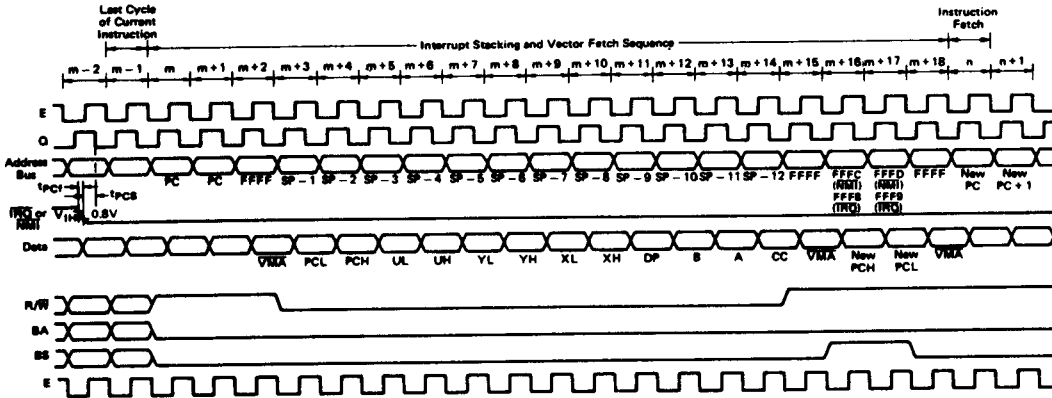 Last Cycle
of Current
Instruction
Instruction
Fetch
Interrupt Stacking and Vector Fetch Sequence
m - 2 m - 1 m m + 1 m + 2 m + 3 m + 4 m + 5 m + 6 m + 7 m + 8 m + 9 m + 10 m + 11 m + 12 m + 13 m + 14 m + 15 m + 16 m + 17 m + 18 n n + 1
E
Q
Address
Bus
PC PC FFFF SP - 1 SP - 2 SP - 3 SP - 4 SP - 5 SP - 6 SP - 7 SP - 8 SP - 9 SP - 10 SP - 11 SP - 12 FFFF FFFC FFFD FFFF New New
(NMI) (NMI) PC PC + 1
FFF8 FFF9
(IRQ) (IRQ)
tPCf tPCS
IRQ or
NMI
VIH 0.8V
Data
VMA PCL PCH UL UH YL YH XL XH DP B A CC VMA New New VMA
PCH PCL
R/W
BA
BS
E